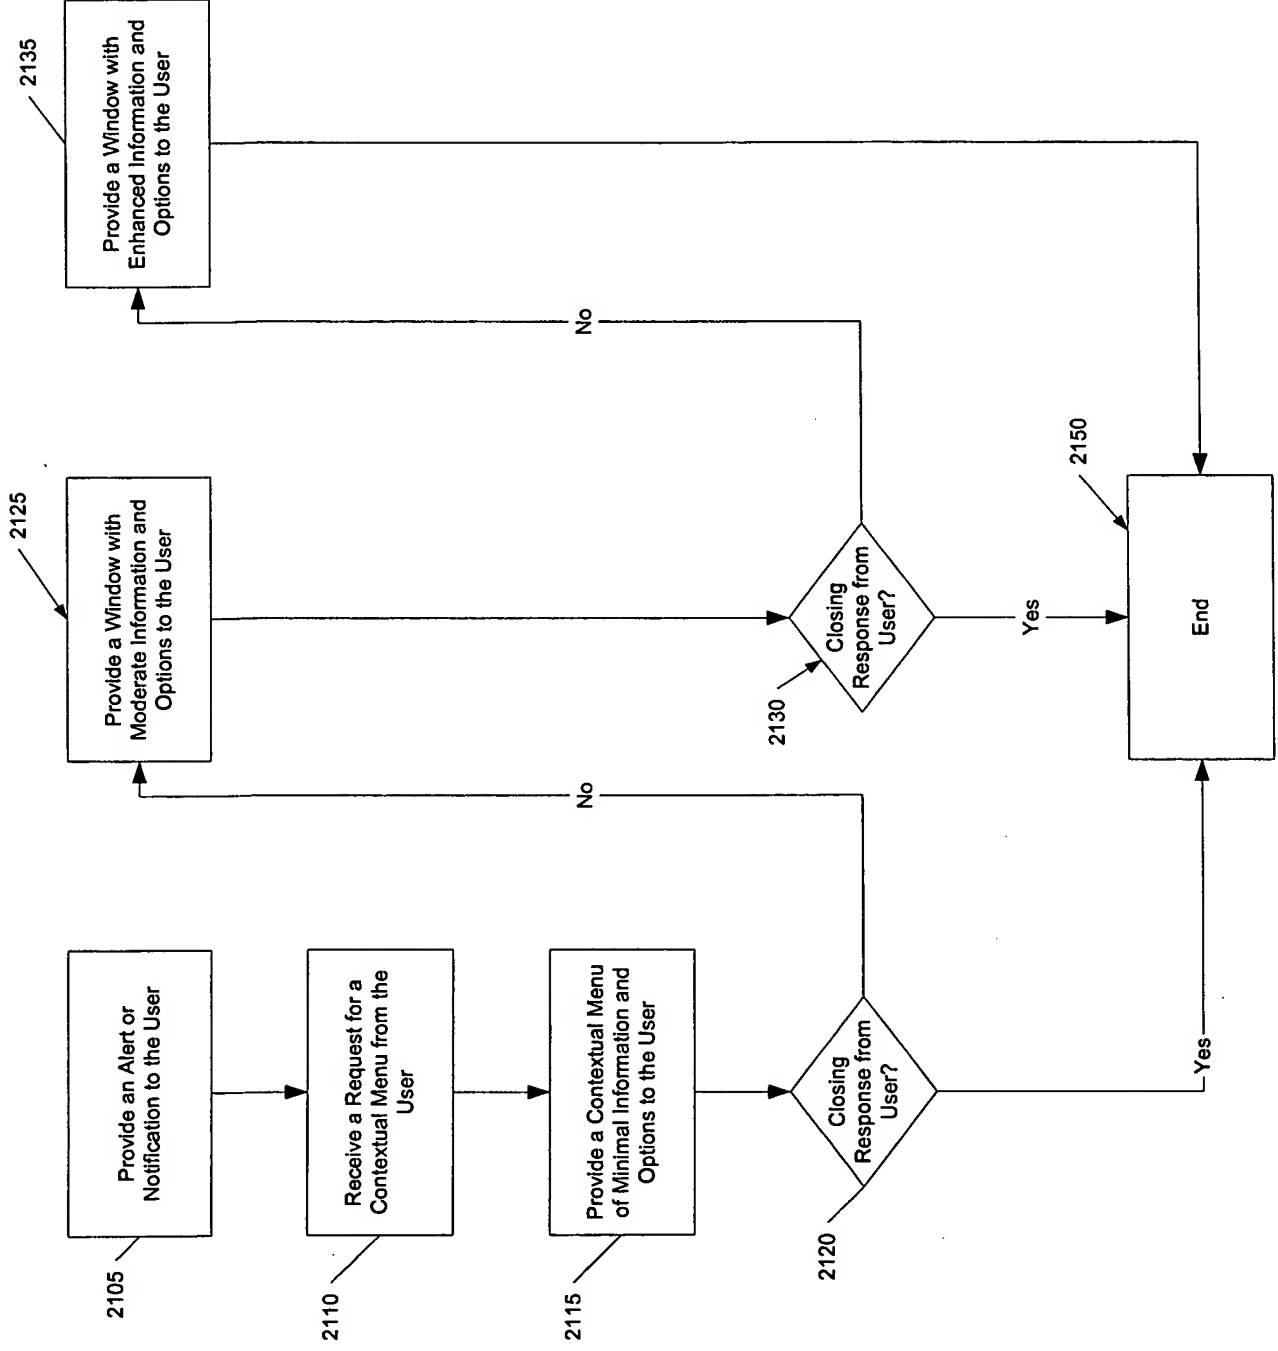 2105
Provide an Alert or
Notification to the User
2110
Receive a Request for a
Contextual Menu from the
User
2115
Provide a Contextual Menu
of Minimal Information and
Options to the User
2120
Closing
Response from
User?
Yes
No
2125
Provide a Window with
Moderate Information and
Options to the User
2130
Closing
Response from
User?
Yes
No
2135
Provide a Window with
Enhanced Information and
Options to the User
2150
End